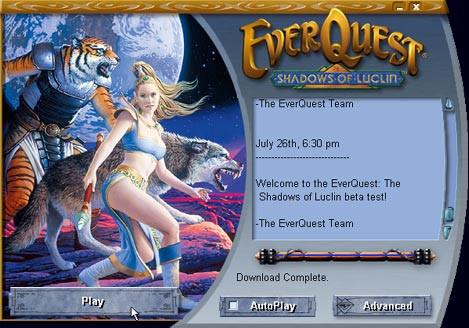 EVERQUEST®
SHADOWS OF LUCLIN
-The EverQuest Team
July 26th, 6:30 pm
------------------------------
Welcome to the EverQuest: The
Shadows of Luclin beta test!
-The EverQuest Team
Download Complete.
Play
AutoPlay
Advanced